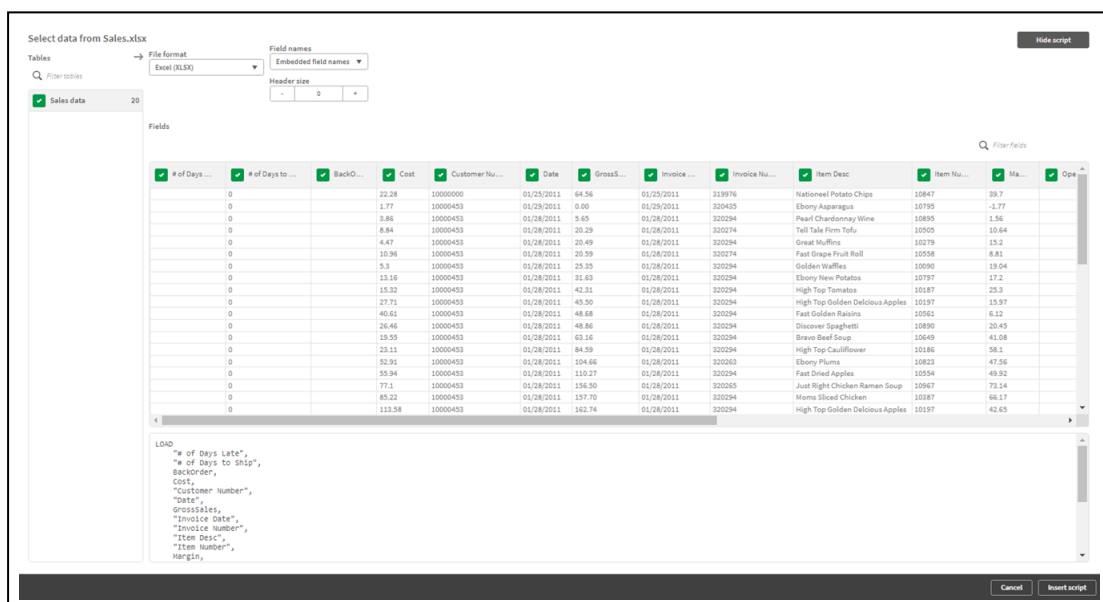 Select data from Sales.xlsx
Hide script
Tables
File format
Field names
Filter tables
Excel (XLSX)
Embedded field names
Header size
- 0 +
Sales data 20
Fields
Filter fields
# of Days ... # of Days to ... BackO... Cost Customer Nu... Date GrossS... Invoice ... Invoice Nu... Item Desc Item Nu... Ma... Ope
0 22.28 10000000 01/25/2011 64.56 01/25/2011 319976 Nationeel Potato Chips 10847 39.7
0 1.77 10000453 01/29/2011 0.00 01/29/2011 320435 Ebony Asparagus 10795 -1.77
0 3.86 10000453 01/28/2011 5.65 01/28/2011 320294 Pearl Chardonnay Wine 10895 1.56
0 8.84 10000453 01/28/2011 20.29 01/28/2011 320274 Tell Tale Firm Tofu 10505 10.64
0 4.47 10000453 01/28/2011 20.49 01/28/2011 320294 Great Muffins 10279 15.2
0 10.96 10000453 01/28/2011 20.59 01/28/2011 320274 Fast Grape Fruit Roll 10558 8.81
0 5.3 10000453 01/28/2011 25.35 01/28/2011 320294 Golden Waffles 10090 19.04
0 13.16 10000453 01/28/2011 31.63 01/28/2011 320294 Ebony New Potatos 10797 17.2
0 15.32 10000453 01/28/2011 42.31 01/28/2011 320294 High Top Tomatos 10187 25.3
0 27.71 10000453 01/28/2011 45.50 01/28/2011 320294 High Top Golden Delcious Apples 10197 15.97
0 40.61 10000453 01/28/2011 48.68 01/28/2011 320294 Fast Golden Raisins 10561 6.12
0 26.46 10000453 01/28/2011 48.86 01/28/2011 320294 Discover Spaghetti 10890 20.45
0 19.55 10000453 01/28/2011 63.16 01/28/2011 320294 Bravo Beef Soup 10649 41.08
0 23.11 10000453 01/28/2011 84.59 01/28/2011 320294 High Top Cauliflower 10186 58.1
0 52.91 10000453 01/28/2011 104.66 01/28/2011 320263 Ebony Plums 10823 47.56
0 55.94 10000453 01/28/2011 110.27 01/28/2011 320294 Fast Dried Apples 10554 49.92
0 77.1 10000453 01/28/2011 156.50 01/28/2011 320265 Just Right Chicken Ramen Soup 10967 73.14
0 85.22 10000453 01/28/2011 157.70 01/28/2011 320294 Moms Sliced Chicken 10387 66.17
0 113.58 10000453 01/28/2011 162.74 01/28/2011 320294 High Top Golden Delcious Apples 10197 42.65
LOAD
"# of Days Late",
"# of Days to Ship",
BackOrder,
Cost,
"Customer Number",
"Date",
GrossSales,
"Invoice Date",
"Invoice Number",
"Item Desc",
"Item Number",
Margin,
Cancel
Insert script